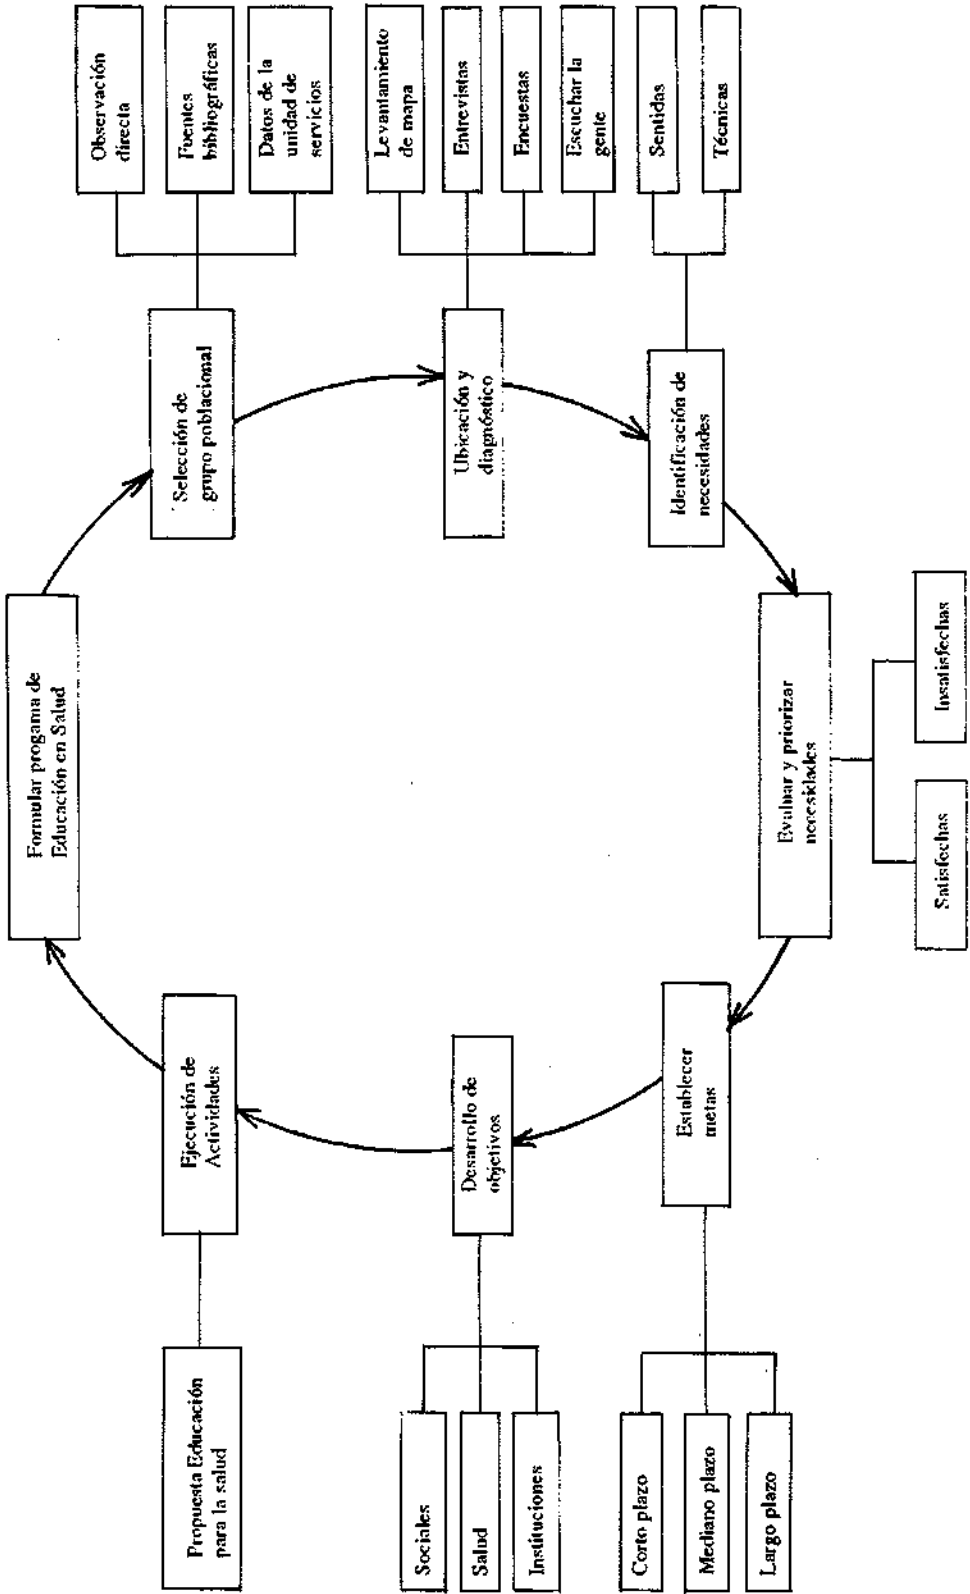 Formular progama de
Educación en Salud
Selección de
grupo poblacional
Observación
directa
Fuentes
bibliográficas
Datos de la
unidad de
servicios
Ubicación y
diagnóstico
Levantamiento
de mapa
Entrevistas
Encuestas
Escuchar la
gente
Identificación de
necesidades
Sentidas
Técnicas
Evaluar y priorizar
necesidades
Satisfechas
Insatisfechas
Establecer
metas
Corto plazo
Mediano plazo
Largo plazo
Desarrollo de
objetivos
Sociales
Salud
Instituciones
Ejecución de
Actividades
Propuesta Educación
para la salud